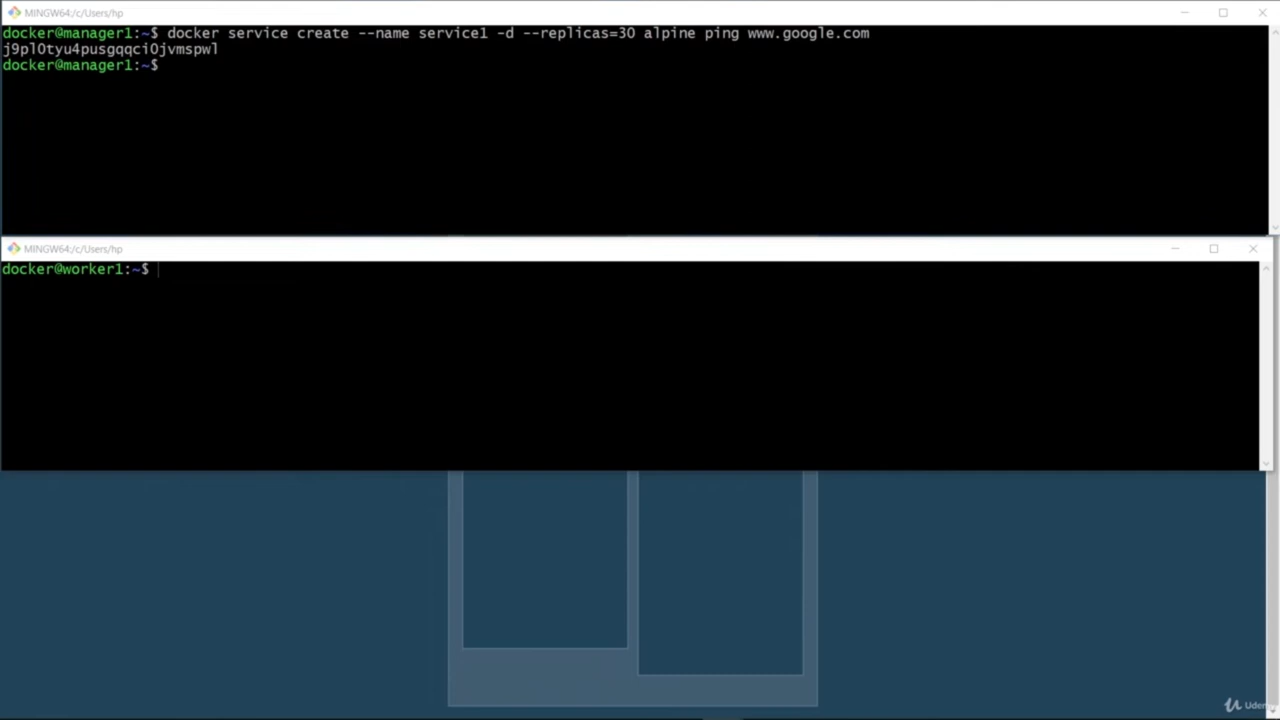 MINGW64:/c/Users/hp
docker@manager1:~$ docker service create --name service1 -d --replicas=30 alpine ping www.google.com
j9pl0tyu4pusgqqci0jvmspwl
docker@manager1:~$
MINGW64:/c/Users/hp
docker@worker1:~$